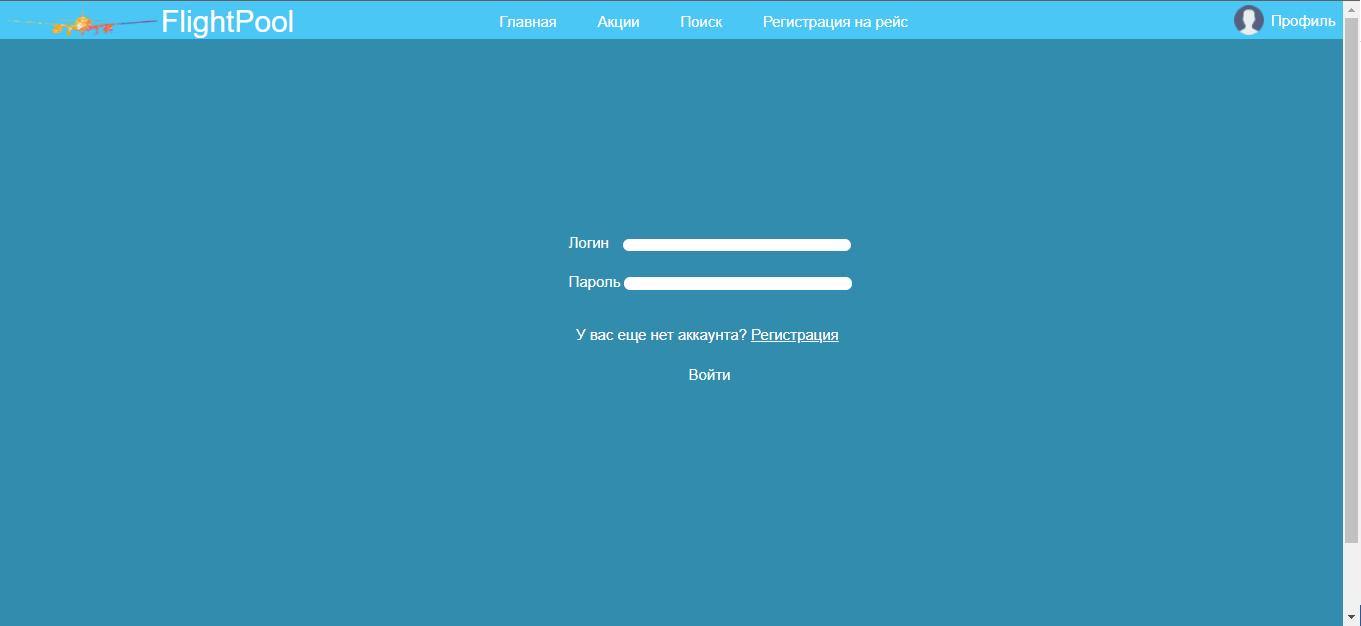 FlightPool Главная Акции Поиск Регистрация на рейс Профиль
Логин
Пароль
У вас еще нет аккаунта? Регистрация
Войти